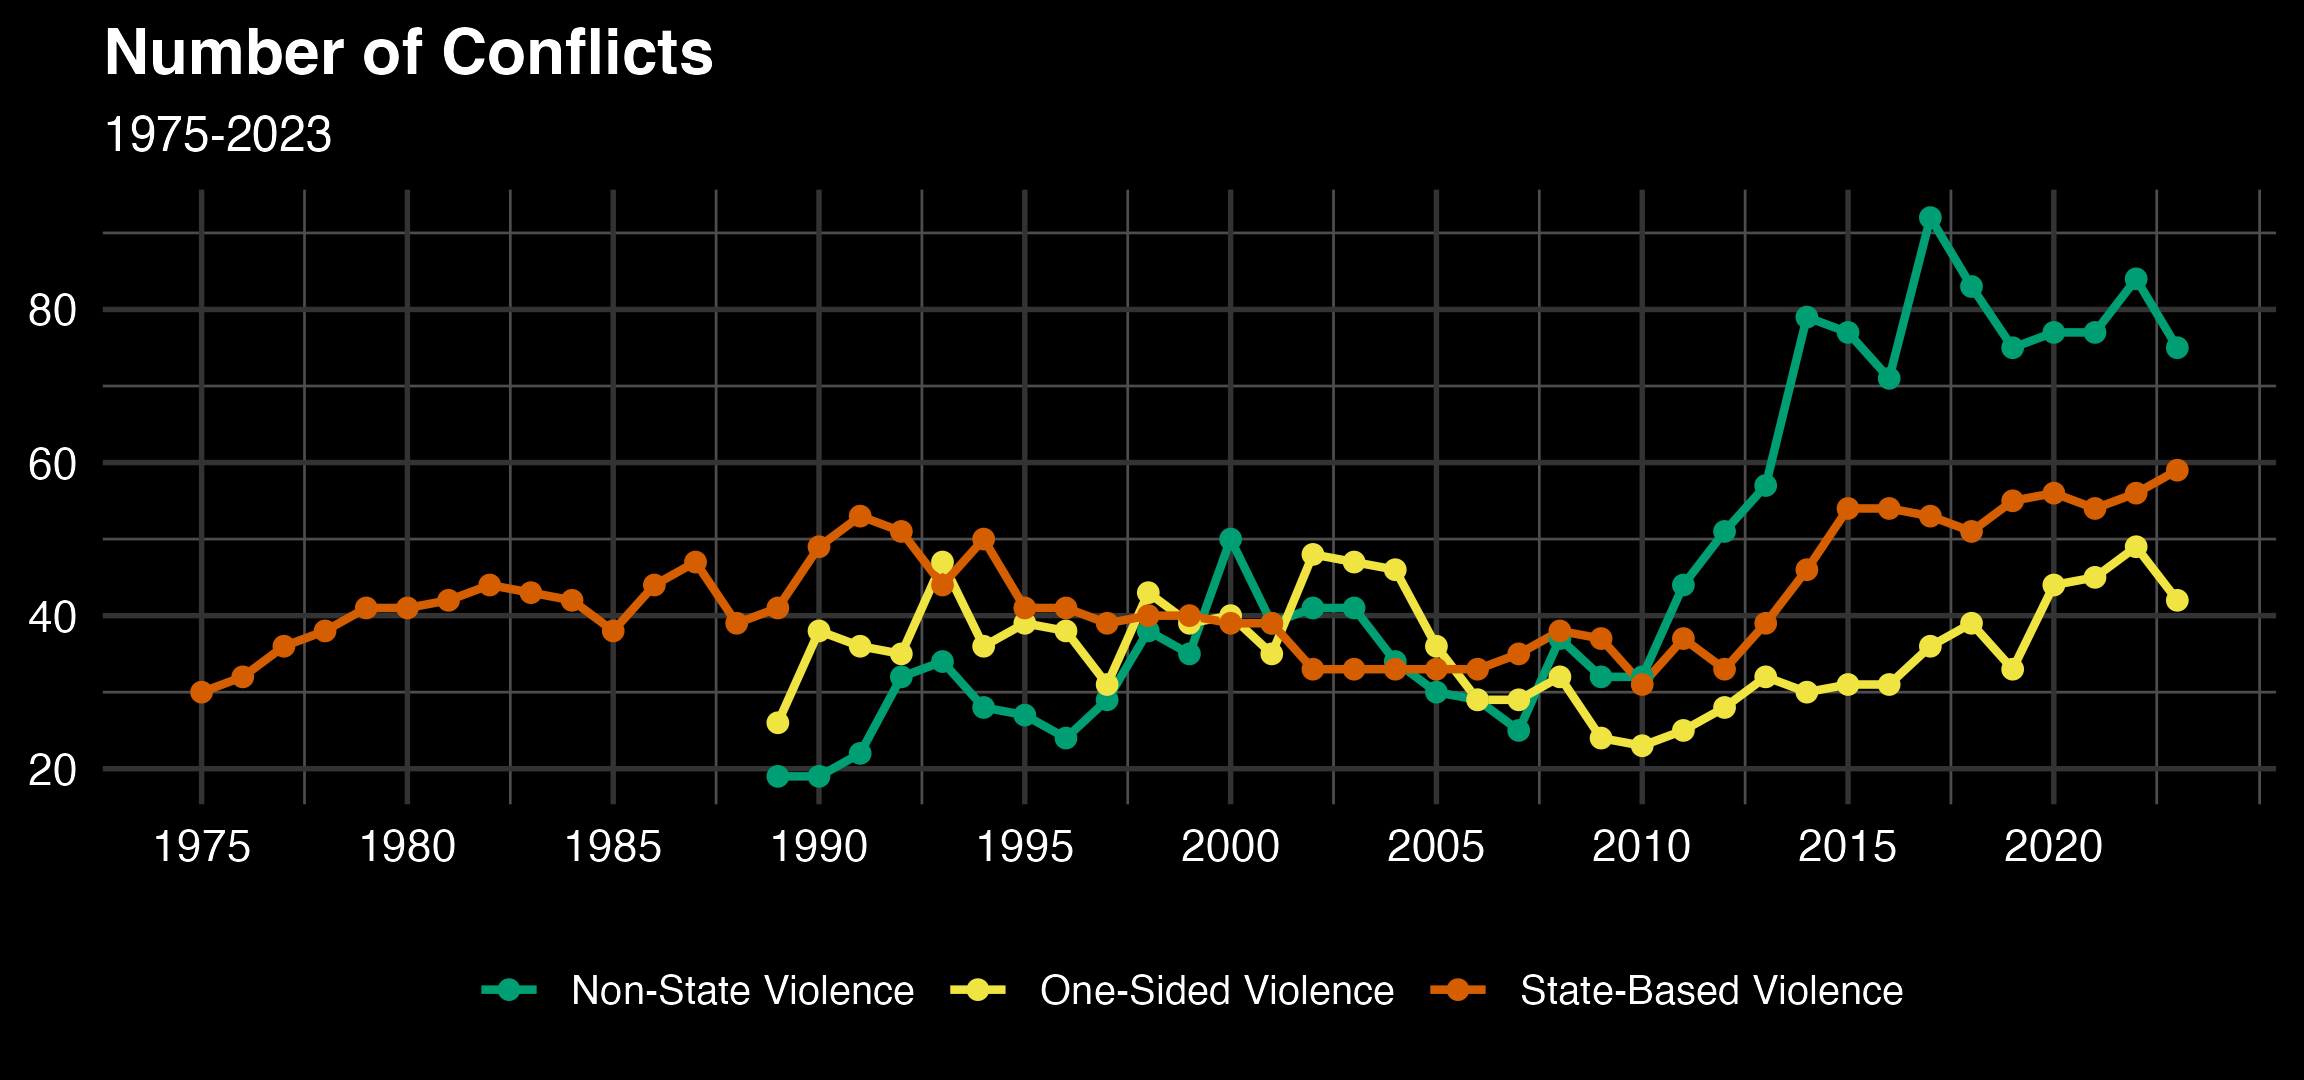 Number of Conflicts
1975-2023
80
60
40
20
1975 1980 1985 1990 1995 2000 2005 2010 2015 2020
Non-State Violence One-Sided Violence State-Based Violence